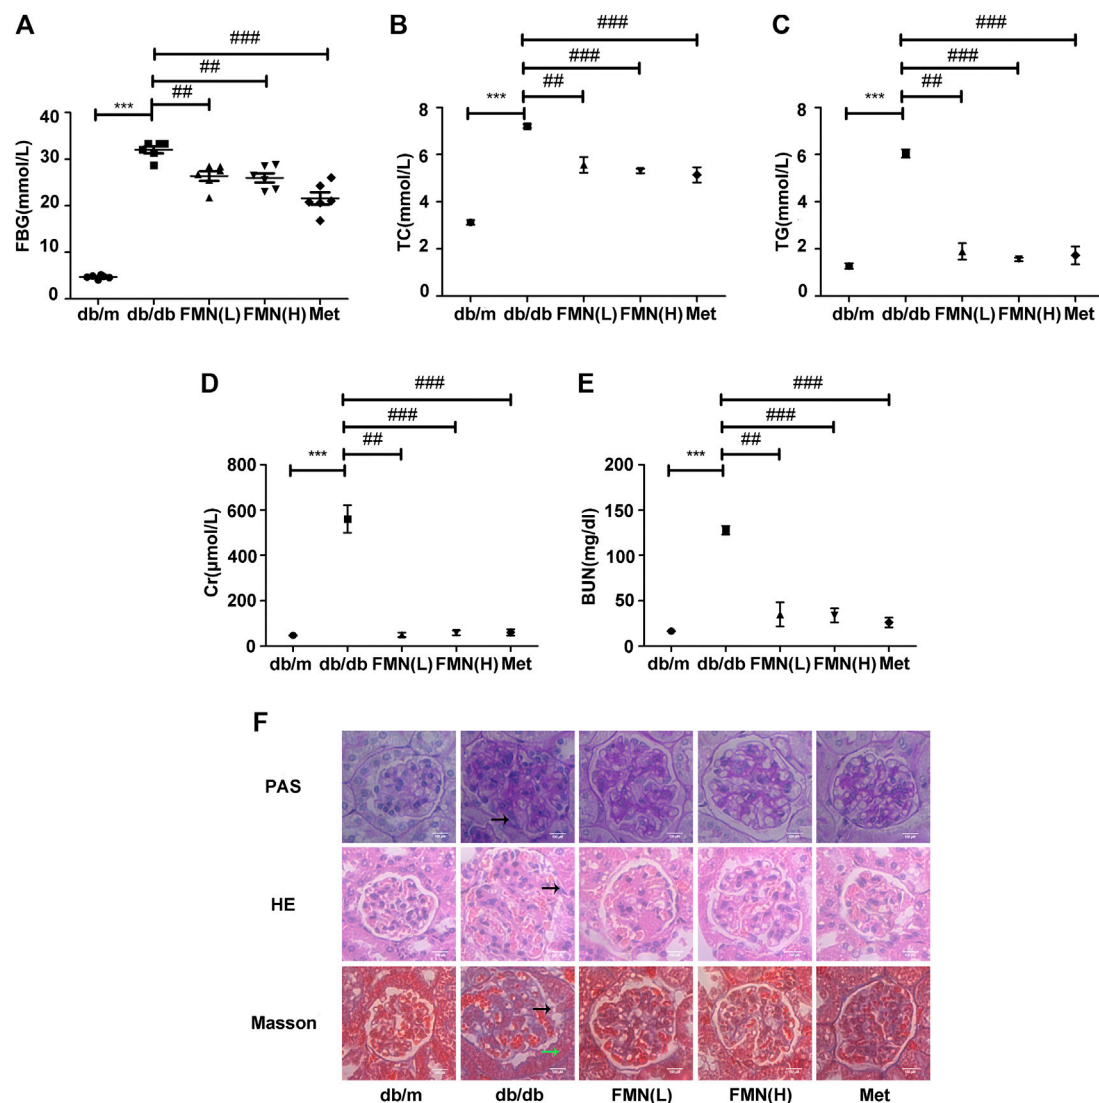 A
###
##
##
***
FBG(mmol/L)
40
30
20
10
0
db/m db/db FMN(L) FMN(H) Met
B
###
###
##
***
TC(mmol/L)
8
6
4
2
0
db/m db/db FMN(L) FMN(H) Met
C
###
###
##
***
TG(mmol/L)
8
6
4
2
0
db/m db/db FMN(L) FMN(H) Met
D
###
###
##
***
Cr(μmol/L)
800
600
400
200
0
db/m db/db FMN(L) FMN(H) Met
E
###
###
##
***
BUN(mg/dl)
200
150
100
50
0
db/m db/db FMN(L) FMN(H) Met
F
PAS
HE
Masson
db/m db/db FMN(L) FMN(H) Met